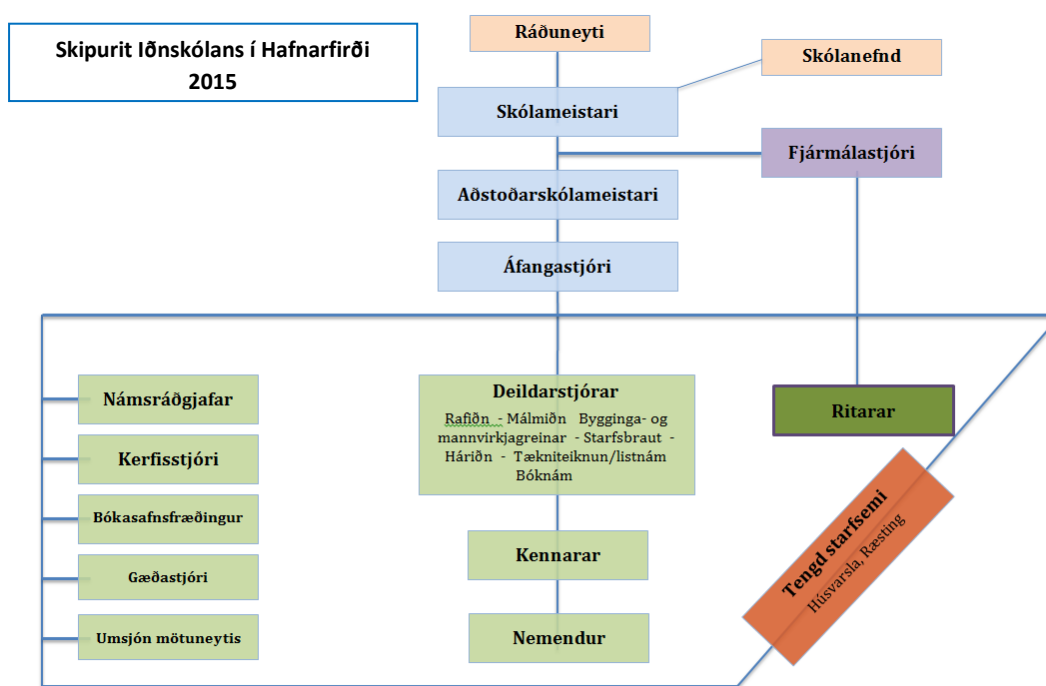 Skipurit Iðnskólans í Hafnarfirði
2015
Ráðuneyti
Skólanefnd
Skólameistari
Fjármálastjóri
Aðstoðarskólameistari
Áfangastjóri
Námsráðgjafar
Kerfisstjóri
Bókasafnsfræðingur
Gæðastjóri
Umsjón mötuneytis
Deildarstjórar
Rafiðn - Málmiðn Bygginga- og
mannvirkjagreinar - Starfsbraut -
Háriðn - Tækniteiknun/listnám
Bóknám
Kennarar
Nemendur
Ritarar
Tengd starfsemi
Húsvarsla, Ræsting